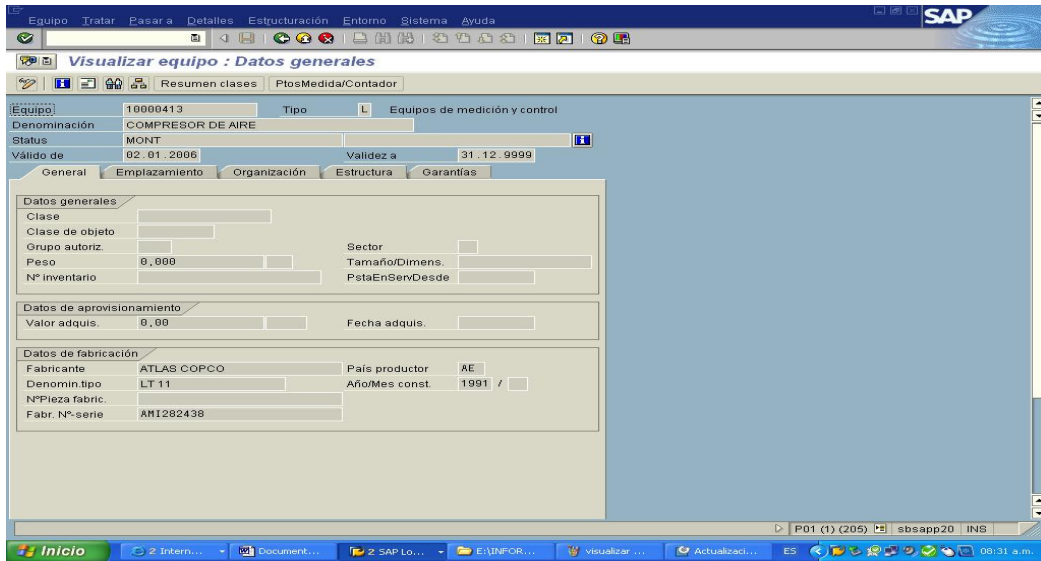 Equipo Tratar Pasar a Detalles Estructuración Entorno Sistema Ayuda
SAP
Visualizar equipo : Datos generales
Resumen clases PtosMedida/Contador
Equipo 10000413 Tipo L Equipos de medición y control
Denominación COMPRESOR DE AIRE
Status MONT
Válido de 02.01.2006 Validez a 31.12.9999
General Emplazamiento Organización Estructura Garantías
Datos generales
Clase
Clase de objeto
Grupo autoriz. Sector
Peso 0,000 Tamaño/Dimens.
Nº inventario PstaEnServDesde
Datos de aprovisionamiento
Valor adquis. 0,00 Fecha adquis.
Datos de fabricación
Fabricante ATLAS COPCO País productor AE
Denomin.tipo LT 11 Año/Mes const. 1991 /
NºPieza fabric.
Fabr. Nº-serie AMI282438
P01 (1) (205) sbsapp20 INS
Inicio 2 Intern... Document... 2 SAP Lo... E:\INFOR... visualizar ... Actualizaci... ES 08:31 a.m.